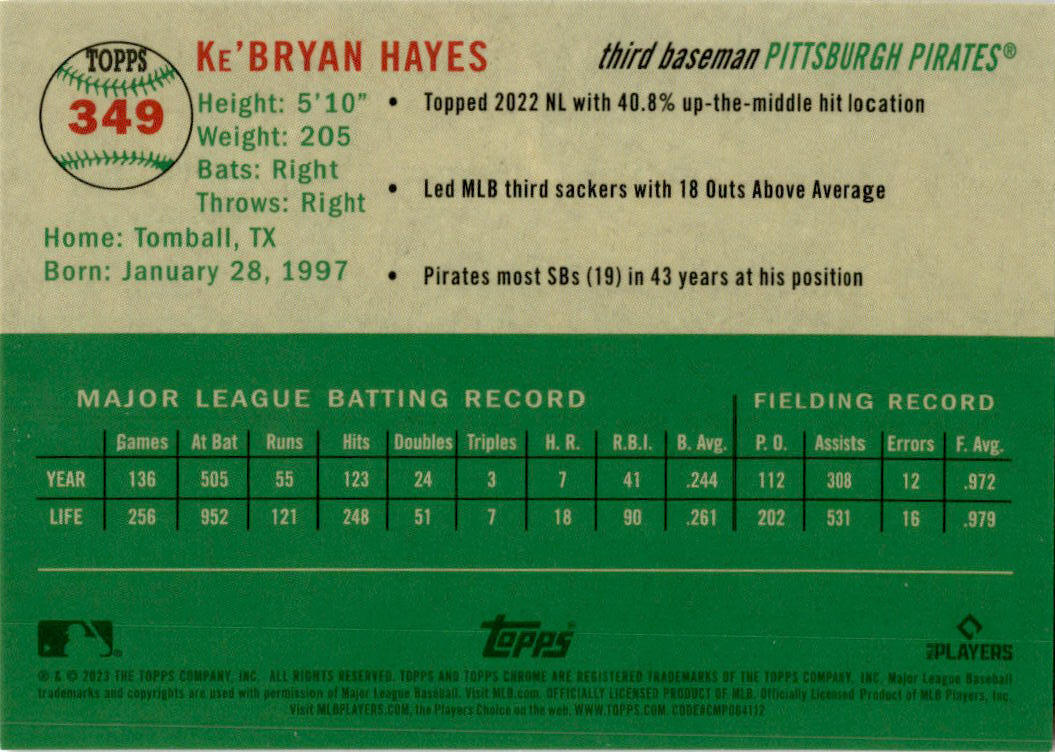 TOPPS
349
KE'BRYAN HAYES
third baseman PITTSBURGH PIRATES®
Height: 5'10"
Weight: 205
Bats: Right
Throws: Right
Home: Tomball, TX
Born: January 28, 1997
• Topped 2022 NL with 40.8% up-the-middle hit location
• Led MLB third sackers with 18 Outs Above Average
• Pirates most SBs (19) in 43 years at his position
MAJOR LEAGUE BATTING RECORD FIELDING RECORD
Games At Bat Runs Hits Doubles Triples H. R. R.B.I. B. Avg. P. O. Assists Errors F. Avg.
YEAR 136 505 55 123 24 3 7 41 .244 112 308 12 .972
LIFE 256 952 121 248 51 7 18 90 .261 202 531 16 .979
Topps®
MLB PLAYERS
® & © 2023 THE TOPPS COMPANY, INC. ALL RIGHTS RESERVED. TOPPS AND TOPPS CHROME ARE REGISTERED TRADEMARKS OF THE TOPPS COMPANY, INC. Major League Baseball
trademarks and copyrights are used with permission of Major League Baseball. Visit MLB.com. OFFICIALLY LICENSED PRODUCT OF MLB. Officially Licensed Product of MLB Players, Inc.
Visit MLBPLAYERS.COM, the Players Choice on the web. WWW.TOPPS.COM. CODE#CMP084112